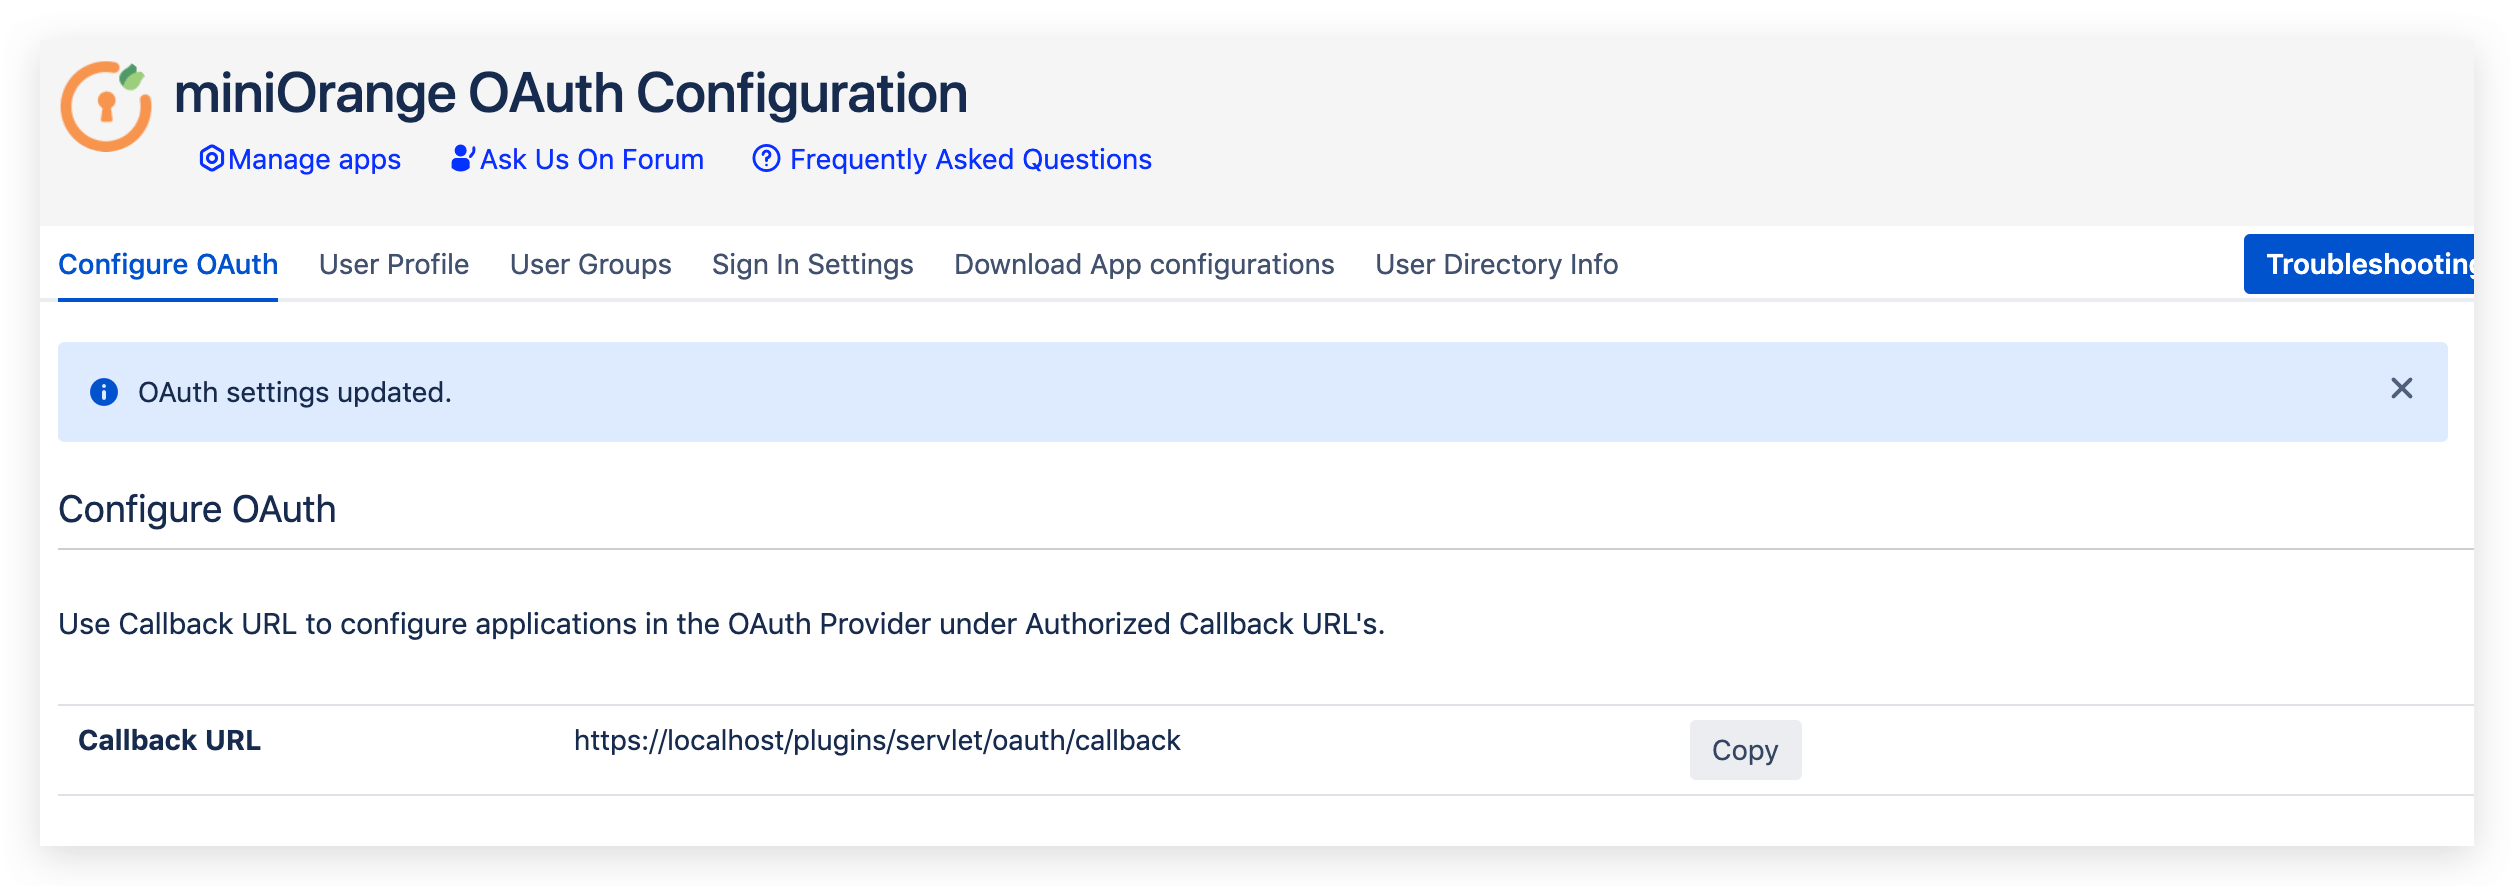 miniOrange OAuth Configuration
Manage apps Ask Us On Forum Frequently Asked Questions
Configure OAuth User Profile User Groups Sign In Settings Download App configurations User Directory Info Troubleshooting
OAuth settings updated.
Configure OAuth
Use Callback URL to configure applications in the OAuth Provider under Authorized Callback URL's.
Callback URL https://localhost/plugins/servlet/oauth/callback Copy